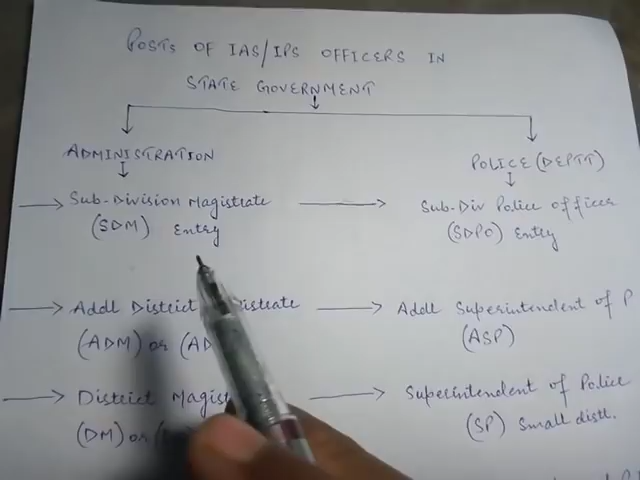 POSTS OF IAS/IPS OFFICERS IN
STATE GOVERNMENT
ADMINISTRATION
POLICE (DEPTT)
Sub-Division Magistrate
(SDM) Entry
Sub-Div Police officer
(SDPO) Entry
Addl District
(ADM) or (AD
Addl Superintendent of P
(ASP)
District Magist
(DM) or
Superintendent of Police
(SP) Small distt.